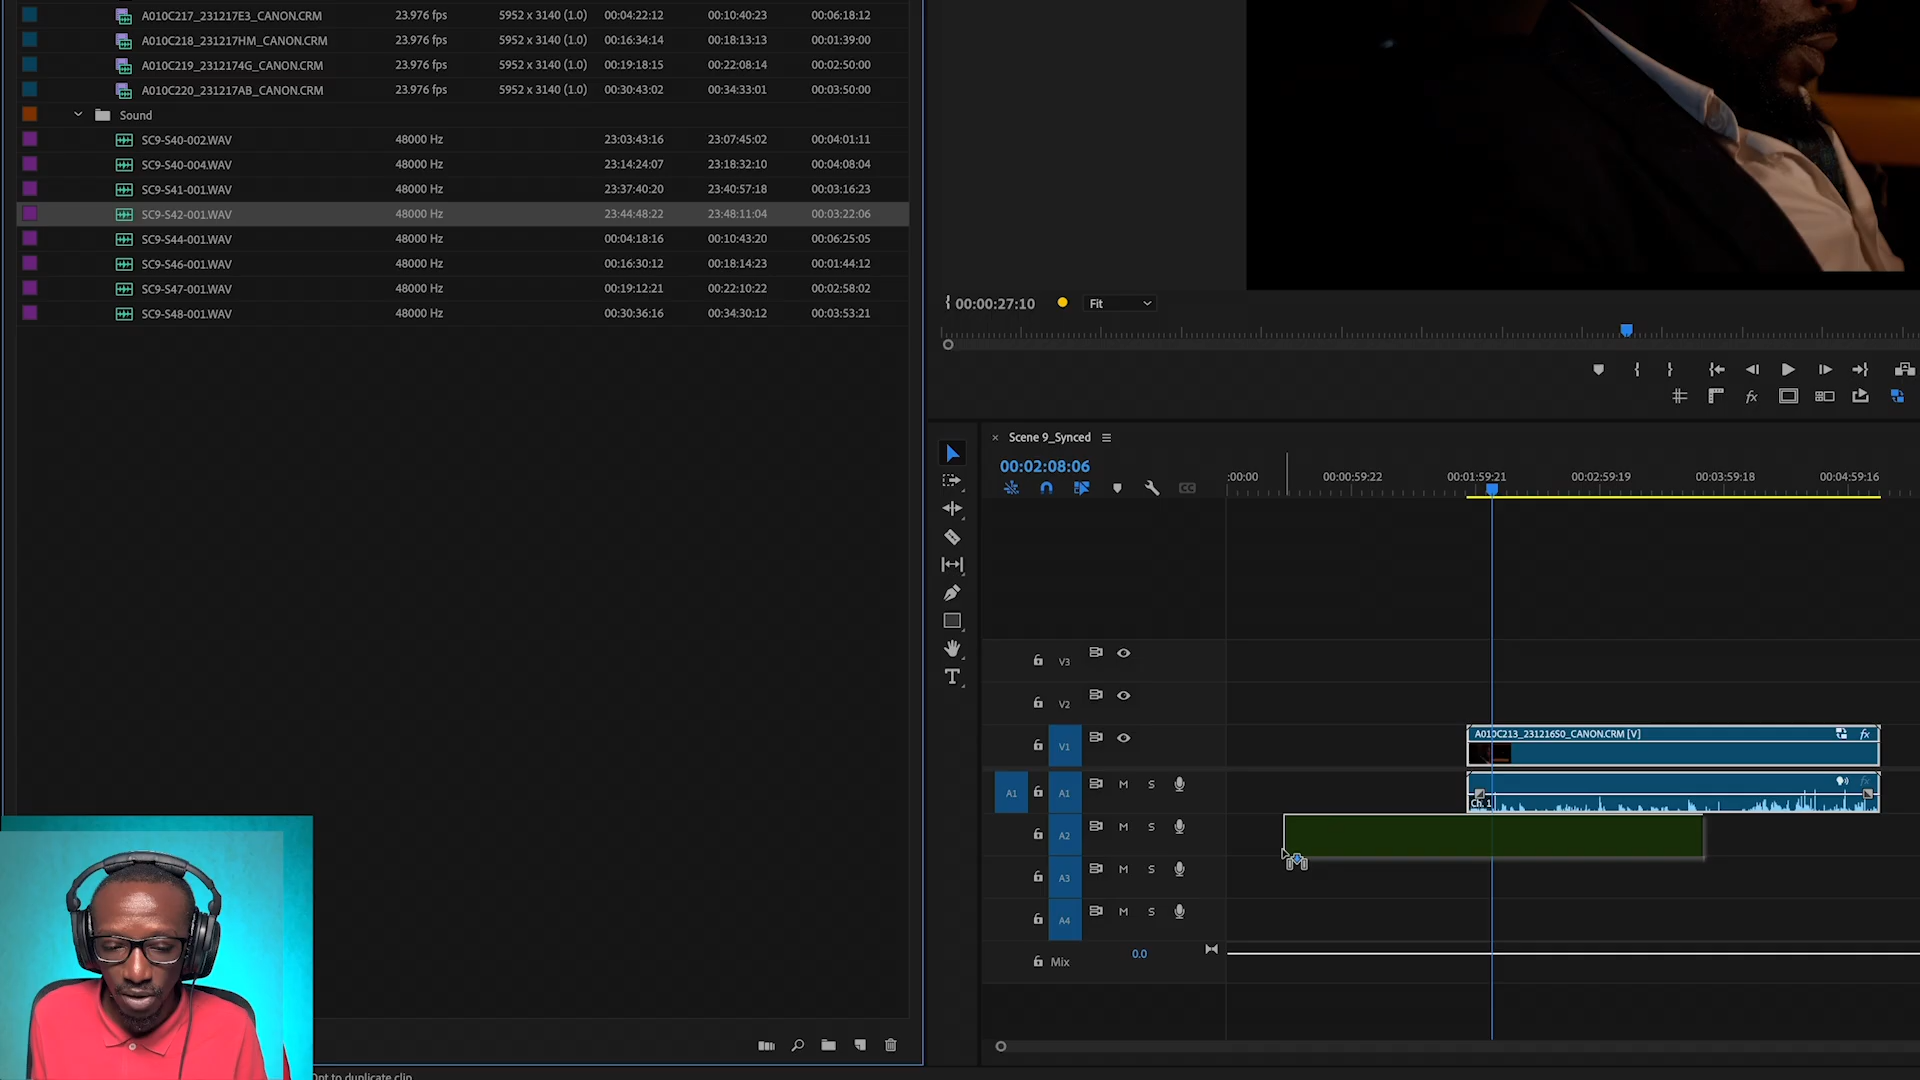 A010C217_231217E3_CANON.CRM 23.976 fps 5952 x 3140 (1.0) 00:04:22:12 00:10:40:23 00:06:18:12
A010C218_231217HM_CANON.CRM 23.976 fps 5952 x 3140 (1.0) 00:16:34:14 00:18:13:13 00:01:39:00
A010C219_2312174G_CANON.CRM 23.976 fps 5952 x 3140 (1.0) 00:19:18:15 00:22:08:14 00:02:50:00
A010C220_231217AB_CANON.CRM 23.976 fps 5952 x 3140 (1.0) 00:30:43:02 00:34:33:01 00:03:50:00
Sound
SC9-S40-002.WAV 48000 Hz 23:03:43:16 23:07:45:02 00:04:01:11
SC9-S40-004.WAV 48000 Hz 23:14:24:07 23:18:32:10 00:04:08:04
SC9-S41-001.WAV 48000 Hz 23:37:40:20 23:40:57:18 00:03:16:23
SC9-S42-001.WAV 48000 Hz 23:44:48:22 23:48:11:04 00:03:22:06
SC9-S44-001.WAV 48000 Hz 00:04:18:16 00:10:43:20 00:06:25:05
SC9-S46-001.WAV 48000 Hz 00:16:30:12 00:18:14:23 00:01:44:12
SC9-S47-001.WAV 48000 Hz 00:19:12:21 00:22:10:22 00:02:58:02
SC9-S48-001.WAV 48000 Hz 00:30:36:16 00:34:30:12 00:03:53:21
00:00:27:10 Fit
fx
Scene 9_Synced
00:02:08:06
:00:00 00:00:59:22 00:01:59:21 00:02:59:19 00:03:59:18 00:04:59:16
CC
T
V3
V2
V1
A010C213_231216S0_CANON.CRM [V] fx
A1 A1 M S
fx
Ch. 1
A2 M S
A3 M S
A4 M S
Mix 0.0
Opt to duplicate clip